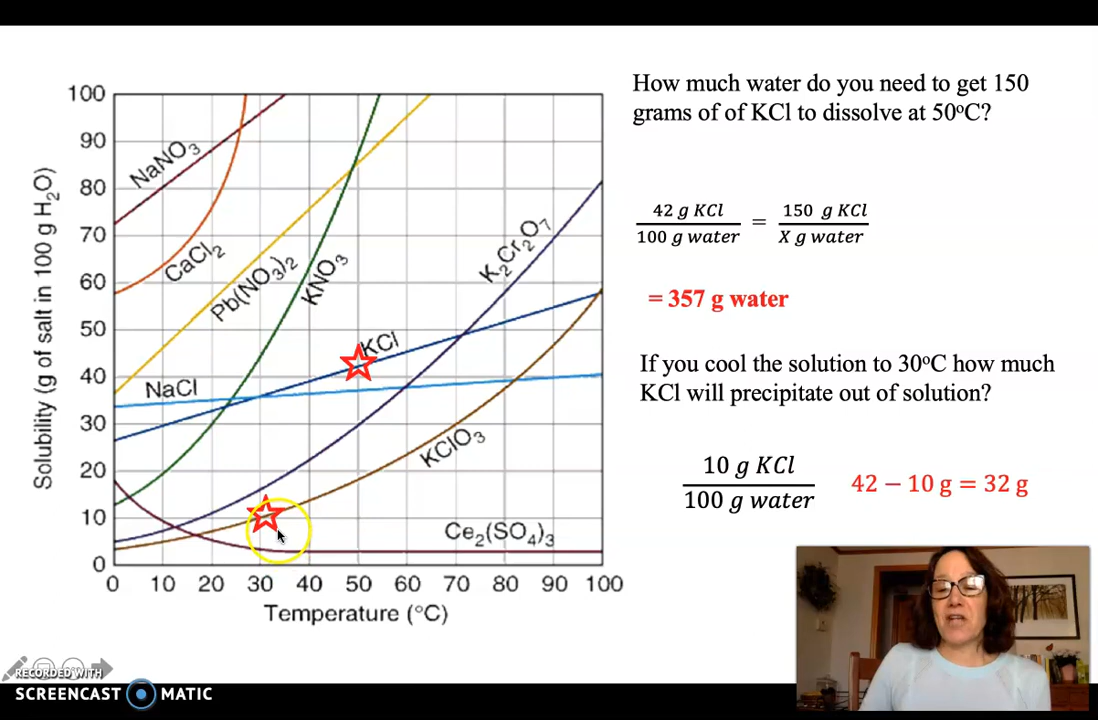 How much water do you need to get 150
grams of of KCl to dissolve at 50°C?
42 g KCl / 100 g water = 150 g KCl / X g water
= 357 g water
If you cool the solution to 30°C how much
KCl will precipitate out of solution?
10 g KCl / 100 g water
42 − 10 g = 32 g
Solubility (g of salt in 100 g H₂O)
100
90
80
70
60
50
40
30
20
10
0
NaNO₃
CaCl₂
Pb(NO₃)₂
KNO₃
K₂Cr₂O₇
KCl
NaCl
KClO₃
Ce₂(SO₄)₃
0 10 20 30 40 50 60 70 80 90 100
Temperature (°C)
RECORDED WITH
SCREENCAST MATIC